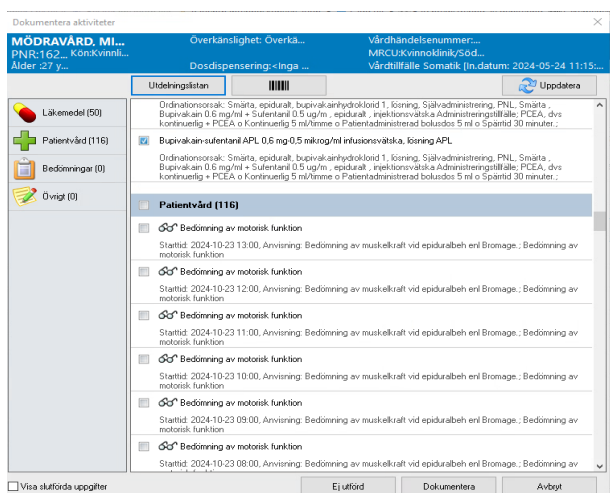 Dokumentera aktiviteter
MÖDRAVÅRD, MI...
PNR:162... Kön:Kvinnli...
Ålder :27 y...
Överkänslighet: Överkä...
Dosdispensering:<Inga ...
Vårdhändelsenummer:...
MRCU:Kvinnoklinik/Söd...
Vårdtillfälle Somatik [In.datum: 2024-05-24 11:15:...
Utdelningslistan
Uppdatera
Läkemedel (50)
Patientvård (116)
Bedömningar (0)
Övrigt (0)
Ordinationsorsak: Smärta, epiduralt, bupivakainhydroklorid 1, lösning, Självadministrering, PNL, Smärta ,
Bupivakain 0.6 mg/ml + Sufentanil 0.5 ug/m , epiduralt , injektionsvätska Administreringstillfälle; PCEA, dvs
kontinuerlig + PCEA o Kontinuerlig 5 ml/timme o Patientadministrerad bolusdos 5 ml o Spärrtid 30 minuter.;
Bupivakain-sufentanil APL 0,6 mg-0,5 mikrog/ml infusionsvätska, lösning APL
Ordinationsorsak: Smärta, epiduralt, bupivakainhydroklorid 1, lösning, Självadministrering, PNL, Smärta ,
Bupivakain 0.6 mg/ml + Sufentanil 0.5 ug/m , epiduralt , injektionsvätska Administreringstillfälle; PCEA, dvs
kontinuerlig + PCEA o Kontinuerlig 5 ml/timme o Patientadministrerad bolusdos 5 ml o Spärrtid 30 minuter.;
Patientvård (116)
Bedömning av motorisk funktion
Starttid: 2024-10-23 13:00, Anvisning: Bedömning av muskelkraft vid epiduralbeh enl Bromage.; Bedömning av
motorisk funktion
Bedömning av motorisk funktion
Starttid: 2024-10-23 12:00, Anvisning: Bedömning av muskelkraft vid epiduralbeh enl Bromage.; Bedömning av
motorisk funktion
Bedömning av motorisk funktion
Starttid: 2024-10-23 11:00, Anvisning: Bedömning av muskelkraft vid epiduralbeh enl Bromage.; Bedömning av
motorisk funktion
Bedömning av motorisk funktion
Starttid: 2024-10-23 10:00, Anvisning: Bedömning av muskelkraft vid epiduralbeh enl Bromage.; Bedömning av
motorisk funktion
Bedömning av motorisk funktion
Starttid: 2024-10-23 09:00, Anvisning: Bedömning av muskelkraft vid epiduralbeh enl Bromage.; Bedömning av
motorisk funktion
Bedömning av motorisk funktion
Starttid: 2024-10-23 08:00, Anvisning: Bedömning av muskelkraft vid epiduralbeh enl Bromage.; Bedömning av
Visa slutförda uppgifter
Ej utförd
Dokumentera
Avbryt